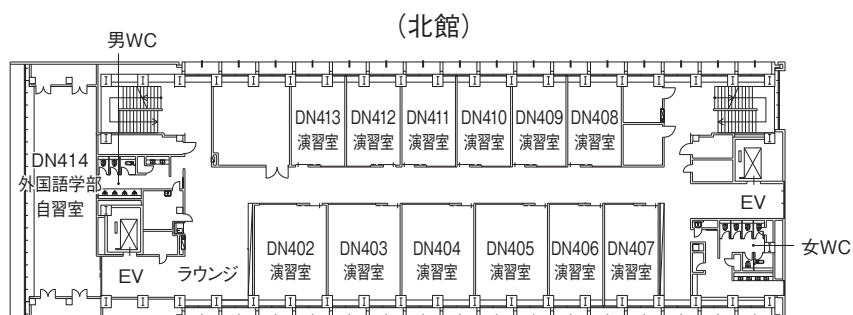 （北館）
男WC
DN413
演習室
DN412
演習室
DN411
演習室
DN410
演習室
DN409
演習室
DN408
演習室
DN414
外国語学部
自習室
EV
DN402
演習室
DN403
演習室
DN404
演習室
DN405
演習室
DN406
演習室
DN407
演習室
女WC
EV
ラウンジ